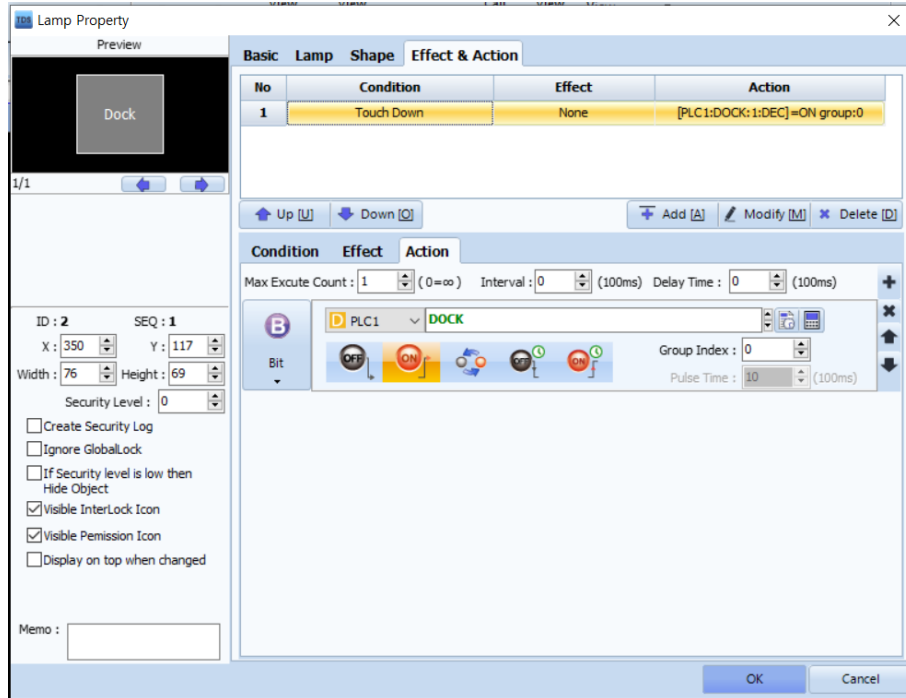 TDS Lamp Property
Preview
Dock
1/1
ID : 2 SEQ : 1
X : 350 Y : 117
Width : 76 Height : 69
Security Level : 0
Create Security Log
Ignore GlobalLock
If Security level is low then
Hide Object
Visible InterLock Icon
Visible Pemission Icon
Display on top when changed
Memo :
Basic Lamp Shape Effect & Action
No Condition Effect Action
1 Touch Down None [PLC1:DOCK:1:DEC]=ON group:0
Up [U] Down [O] Add [A] Modify [M] Delete [D]
Condition Effect Action
Max Excute Count : 1 ( 0=∞ ) Interval : 0 (100ms) Delay Time : 0 (100ms)
B
Bit
D PLC1 DOCK
OFF ON OFF ON
Group Index : 0
Pulse Time : 10 (100ms)
OK Cancel